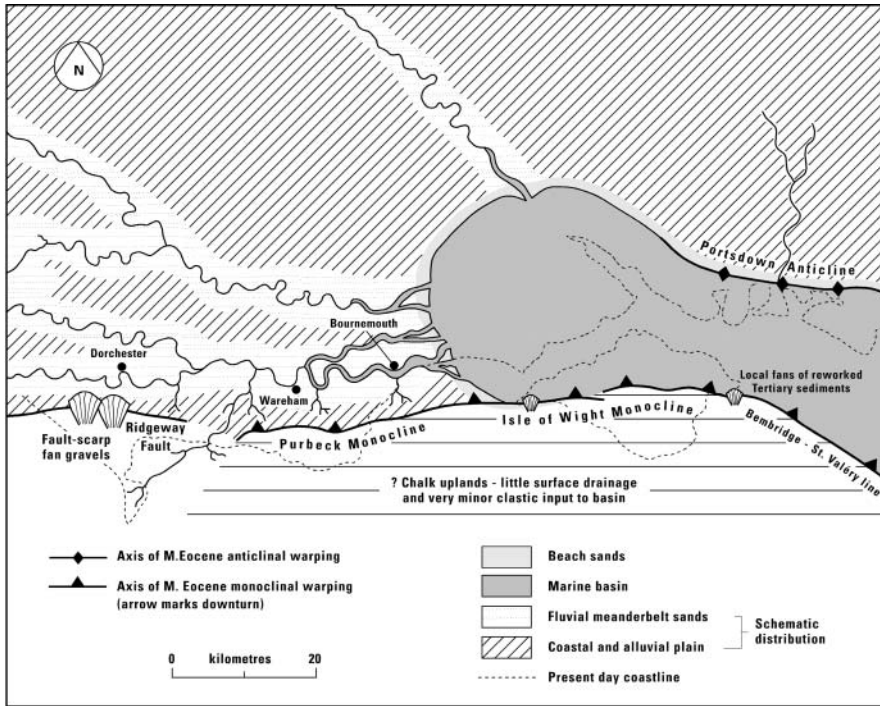 N
Portsdown Anticline
Bournemouth
Dorchester
Wareham
Local fans of reworked
Tertiary sediments
Fault-scarp
fan gravels
Ridgeway
Fault
Purbeck Monocline
Isle of Wight Monocline
Bembridge - St. Valéry line
? Chalk uplands - little surface drainage
and very minor clastic input to basin
Axis of M.Eocene anticlinal warping
Axis of M. Eocene monoclinal warping
(arrow marks downturn)
0 kilometres 20
Beach sands
Marine basin
Fluvial meanderbelt sands
Coastal and alluvial plain
Schematic
distribution
Present day coastline